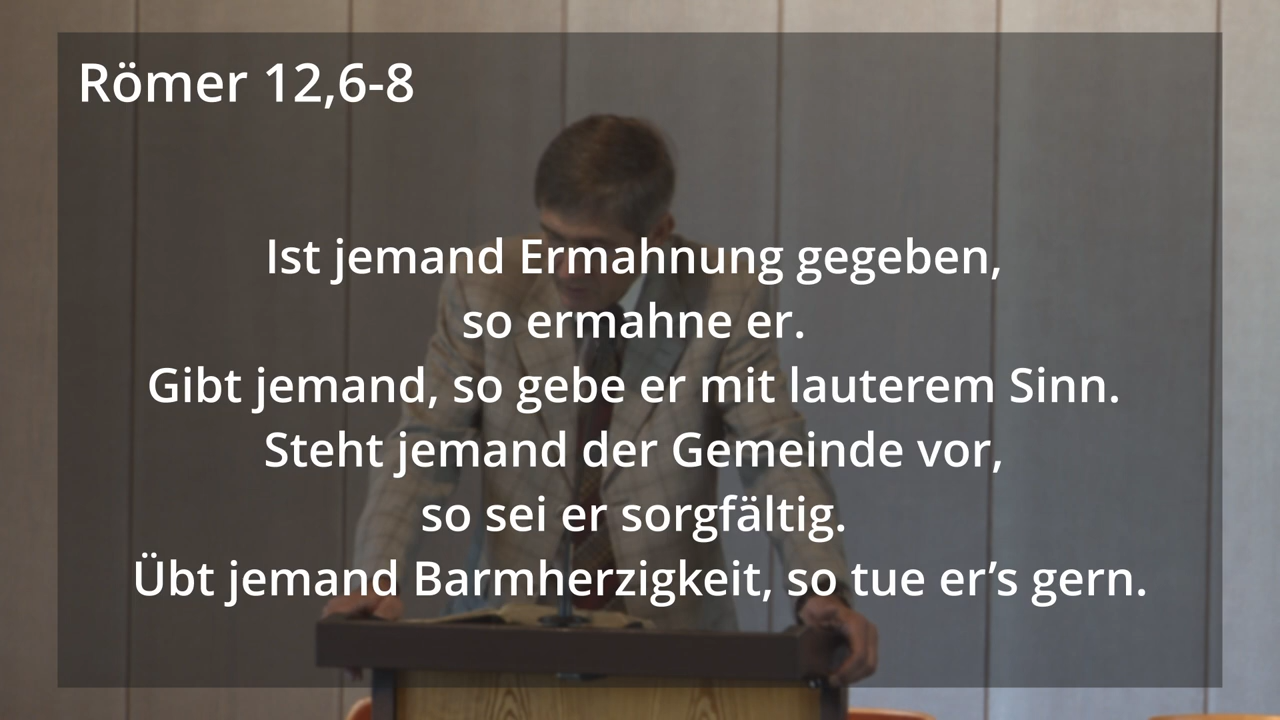 Römer 12,6-8
Ist jemand Ermahnung gegeben,
so ermahne er.
Gibt jemand, so gebe er mit lauterem Sinn.
Steht jemand der Gemeinde vor,
so sei er sorgfältig.
Übt jemand Barmherzigkeit, so tue er’s gern.